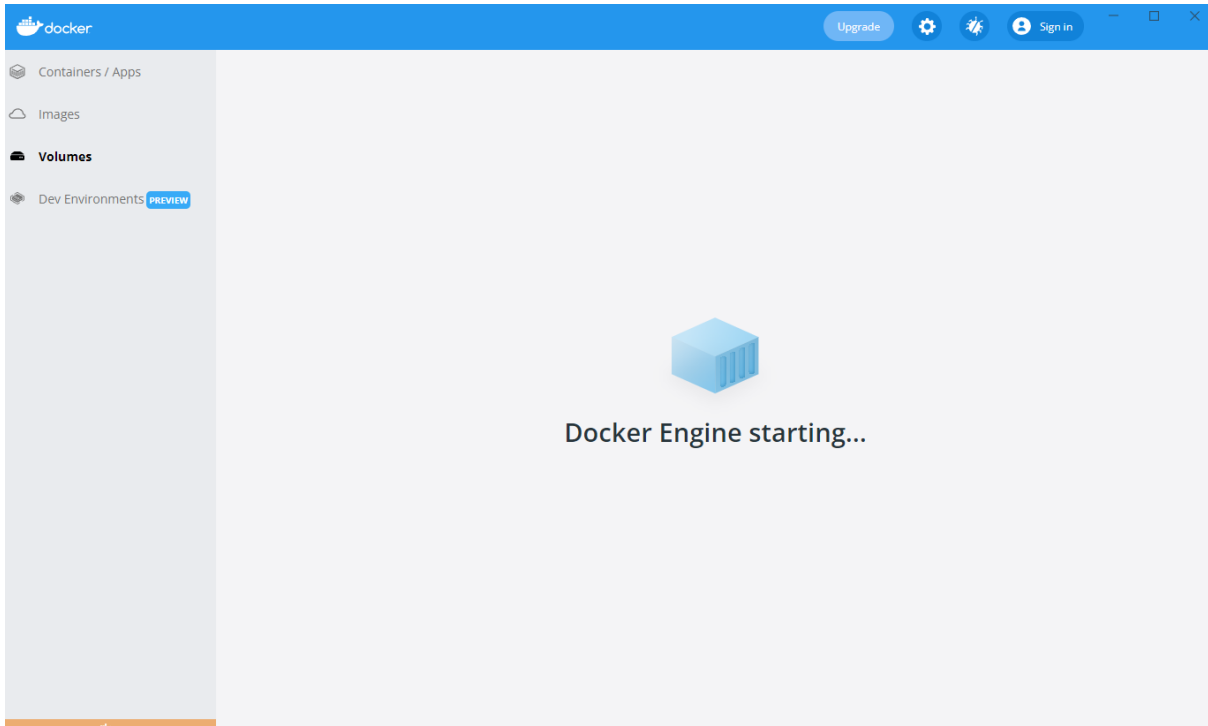 docker
Upgrade
Sign in
Containers / Apps
Images
Volumes
Dev Environments PREVIEW
Docker Engine starting...